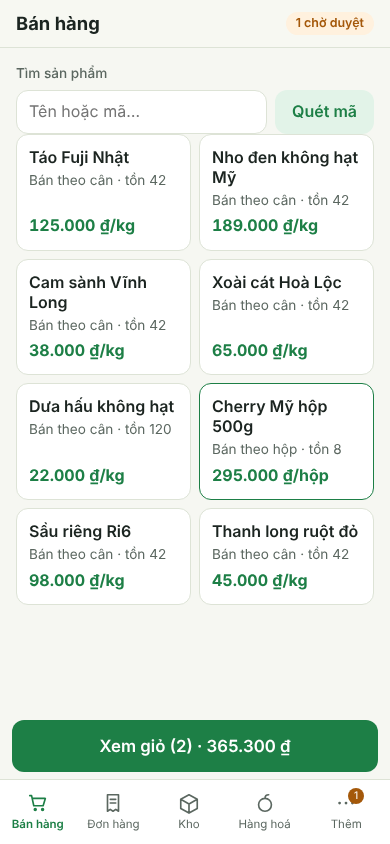 Bán hàng
1 chờ duyệt
Tìm sản phẩm
Tên hoặc mã...
Quét mã
Táo Fuji Nhật
Bán theo cân · tồn 42
125.000 ₫/kg
Nho đen không hạt
Mỹ
Bán theo cân · tồn 42
189.000 ₫/kg
Cam sành Vĩnh
Long
Bán theo cân · tồn 42
38.000 ₫/kg
Xoài cát Hoà Lộc
Bán theo cân · tồn 42
65.000 ₫/kg
Dưa hấu không hạt
Bán theo cân · tồn 120
22.000 ₫/kg
Cherry Mỹ hộp
500g
Bán theo hộp · tồn 8
295.000 ₫/hộp
Sầu riêng Ri6
Bán theo cân · tồn 42
98.000 ₫/kg
Thanh long ruột đỏ
Bán theo cân · tồn 42
45.000 ₫/kg
Xem giỏ (2) · 365.300 ₫
Bán hàng
Đơn hàng
Kho
Hàng hoá
1
Thêm